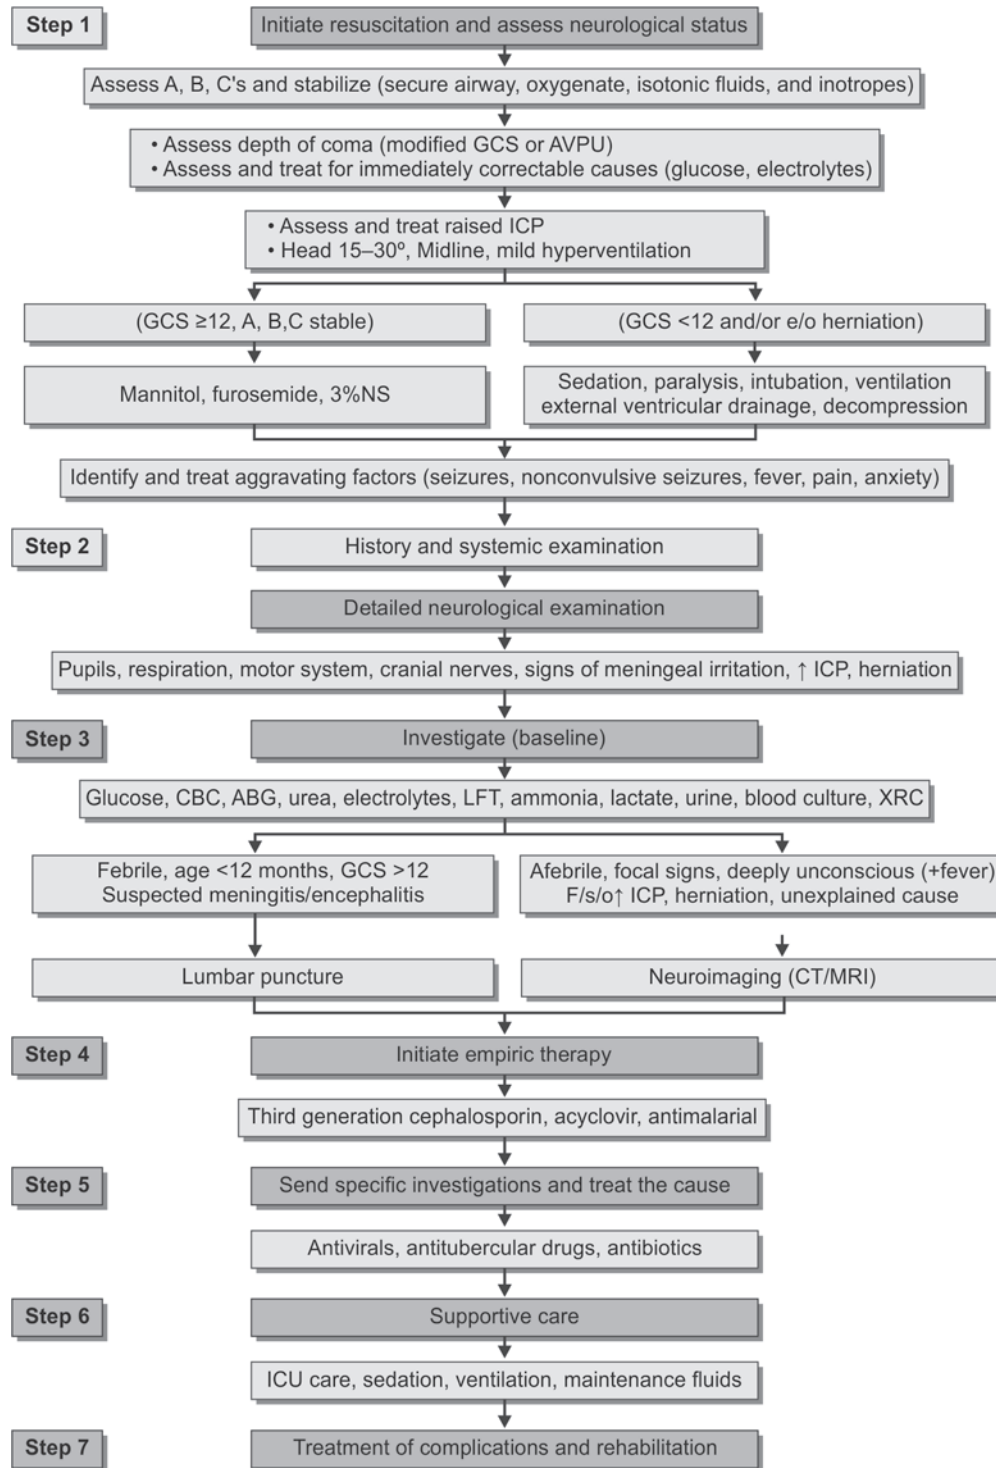 Step 1
Initiate resuscitation and assess neurological status
Assess A, B, C's and stabilize (secure airway, oxygenate, isotonic fluids, and inotropes)
• Assess depth of coma (modified GCS or AVPU)
• Assess and treat for immediately correctable causes (glucose, electrolytes)
• Assess and treat raised ICP
• Head 15–30º, Midline, mild hyperventilation
(GCS ≥12, A, B,C stable)
(GCS <12 and/or e/o herniation)
Mannitol, furosemide, 3%NS
Sedation, paralysis, intubation, ventilation
external ventricular drainage, decompression
Identify and treat aggravating factors (seizures, nonconvulsive seizures, fever, pain, anxiety)
Step 2
History and systemic examination
Detailed neurological examination
Pupils, respiration, motor system, cranial nerves, signs of meningeal irritation, ↑ ICP, herniation
Step 3
Investigate (baseline)
Glucose, CBC, ABG, urea, electrolytes, LFT, ammonia, lactate, urine, blood culture, XRC
Febrile, age <12 months, GCS >12
Suspected meningitis/encephalitis
Afebrile, focal signs, deeply unconscious (+fever)
F/s/o↑ ICP, herniation, unexplained cause
Lumbar puncture
Neuroimaging (CT/MRI)
Step 4
Initiate empiric therapy
Third generation cephalosporin, acyclovir, antimalarial
Step 5
Send specific investigations and treat the cause
Antivirals, antitubercular drugs, antibiotics
Step 6
Supportive care
ICU care, sedation, ventilation, maintenance fluids
Step 7
Treatment of complications and rehabilitation